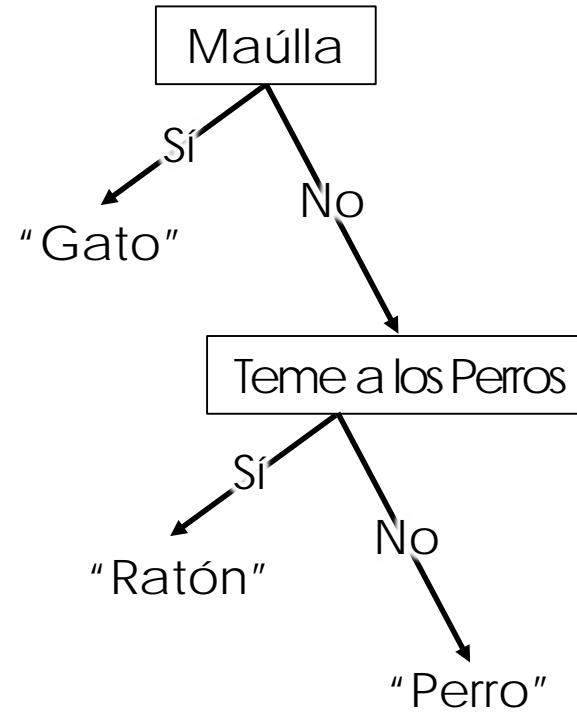 Maúlla
Sí
No
“Gato”
Teme a los Perros
Sí
No
“Ratón”
“Perro”